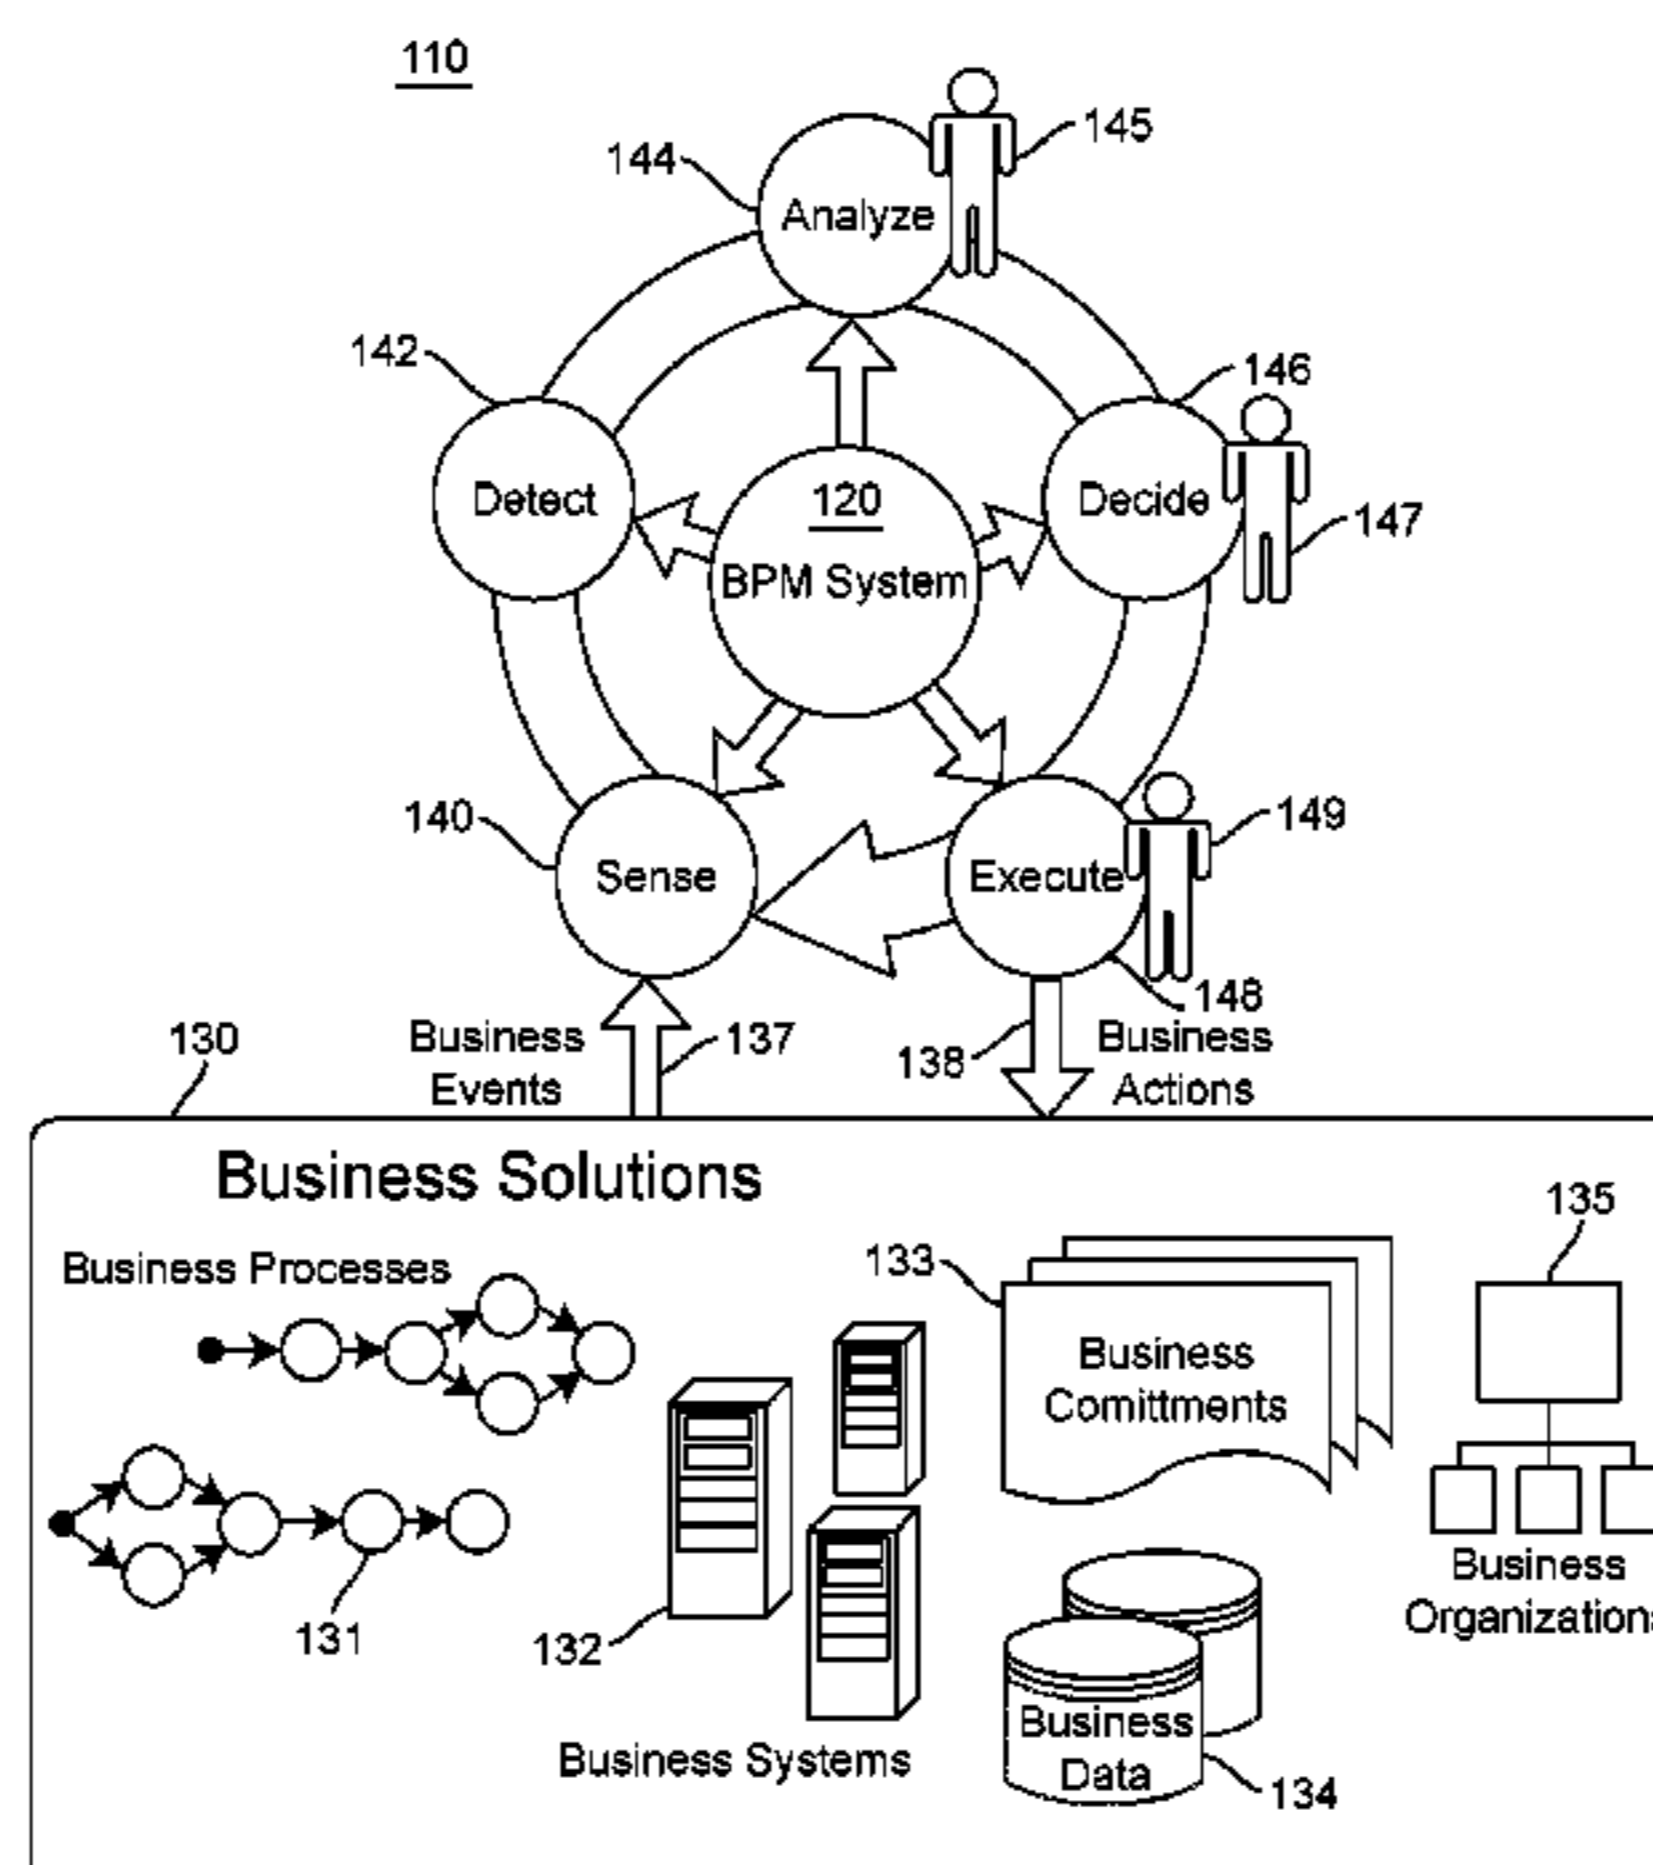 110
145
144
Analyze
142
146
Detect
120
Decide
147
BPM System
140
149
Sense
Execute
148
130
Business
Events
137
138
Business
Actions
Business Solutions
135
Business Processes
133
Business
Comittments
131
132
Business
Organizations
Business
Data
Business Systems
134